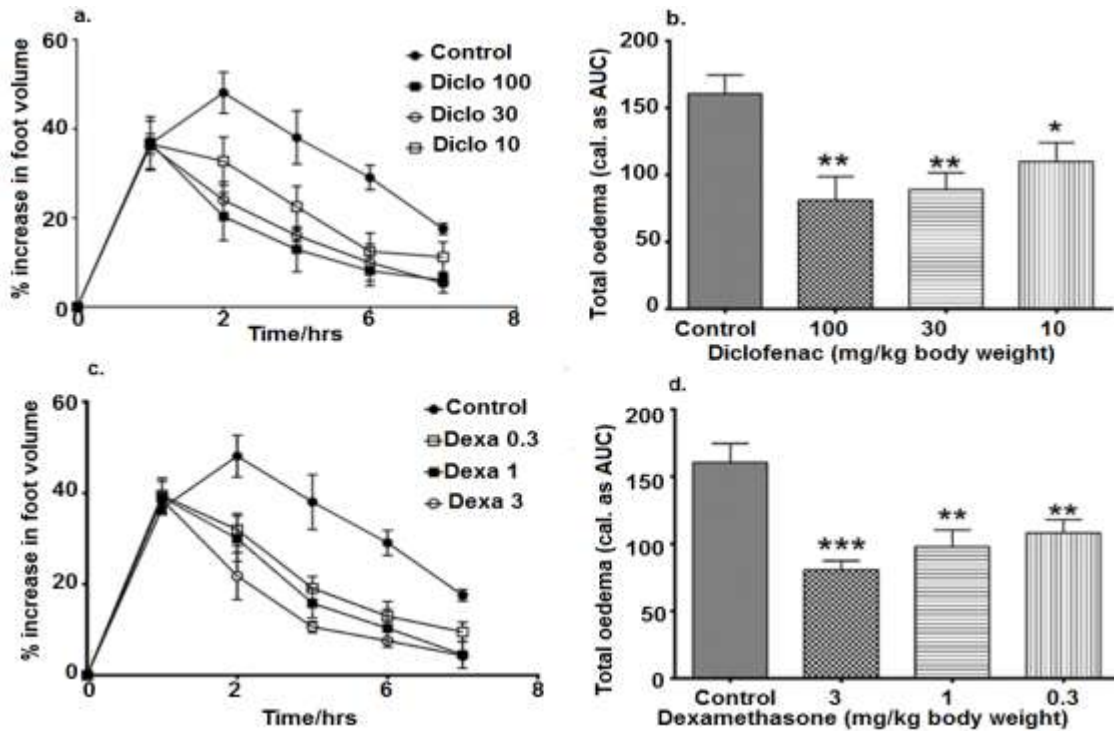 a.
60
40
20
0
% increase in foot volume
0
2
6
8
Time/hrs
Control
Diclo 100
Diclo 30
Diclo 10
b.
200
150
100
50
0
Total oedema (cal. as AUC)
**
**
*
Control 100 30 10
Diclofenac (mg/kg body weight)
c.
60
40
20
0
% increase in foot volume
0
2
6
8
Time/hrs
Control
Dexa 0.3
Dexa 1
Dexa 3
d.
200
150
100
50
0
Total oedema (cal. as AUC)
***
**
**
Control 3 1 0.3
Dexamethasone (mg/kg body weight)